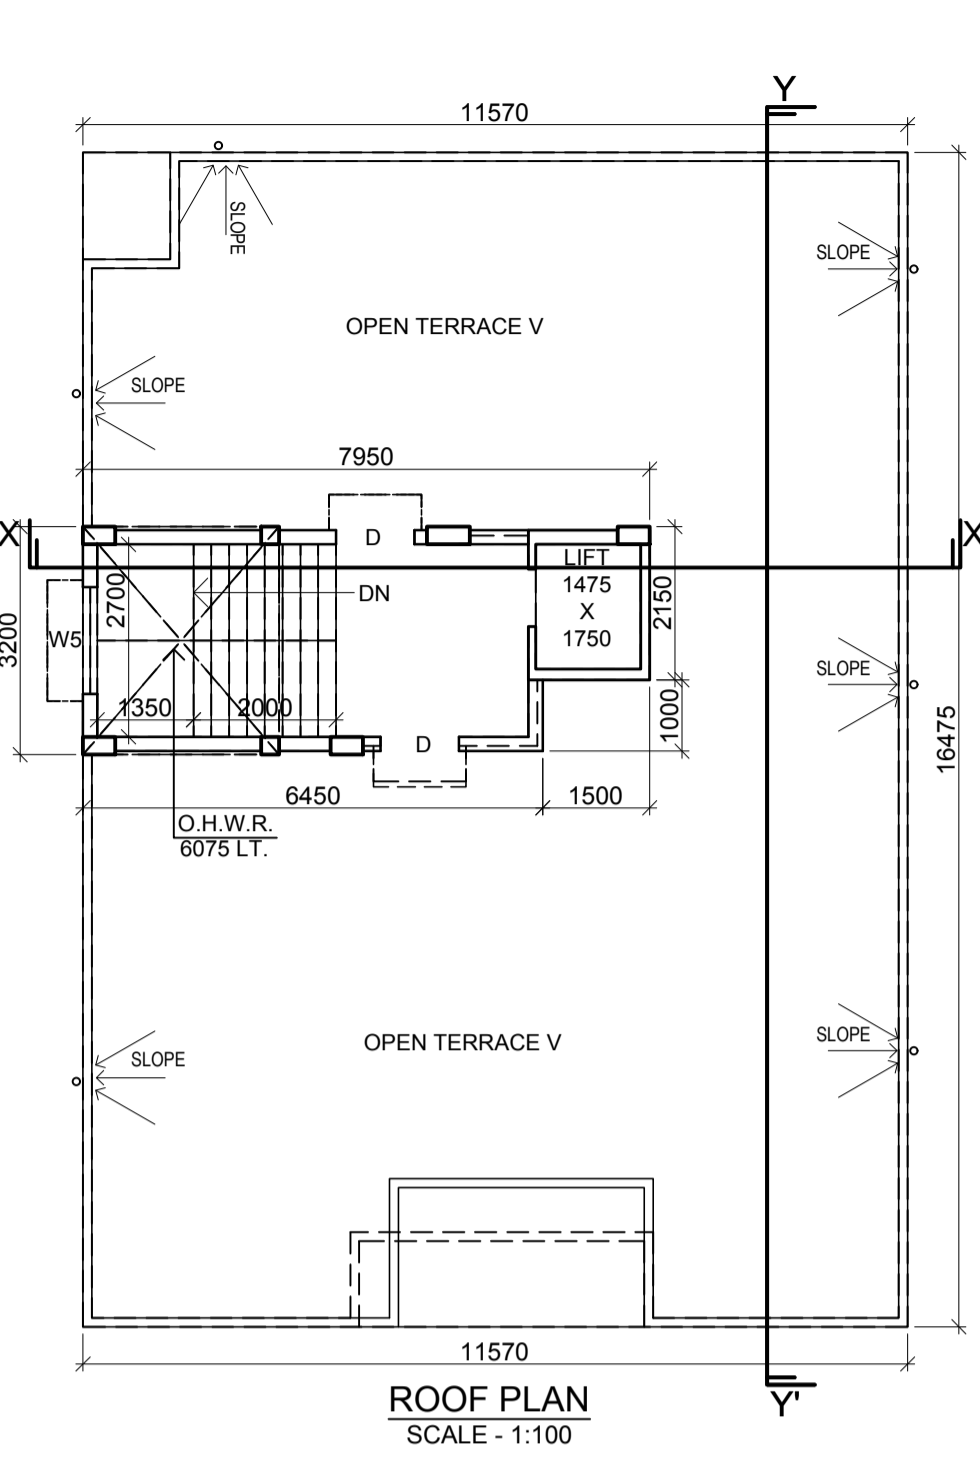 Y
11570
SLOPE
SLOPE
OPEN TERRACE V
SLOPE
7950
X
D
X
LIFT
1475
X
1750
2700
DN
2150
3200
W5
SLOPE
1350
2000
1000
D
16475
6450
1500
O.H.W.R.
6075 LT.
SLOPE
OPEN TERRACE V
SLOPE
11570
Y'
ROOF PLAN
SCALE - 1:100